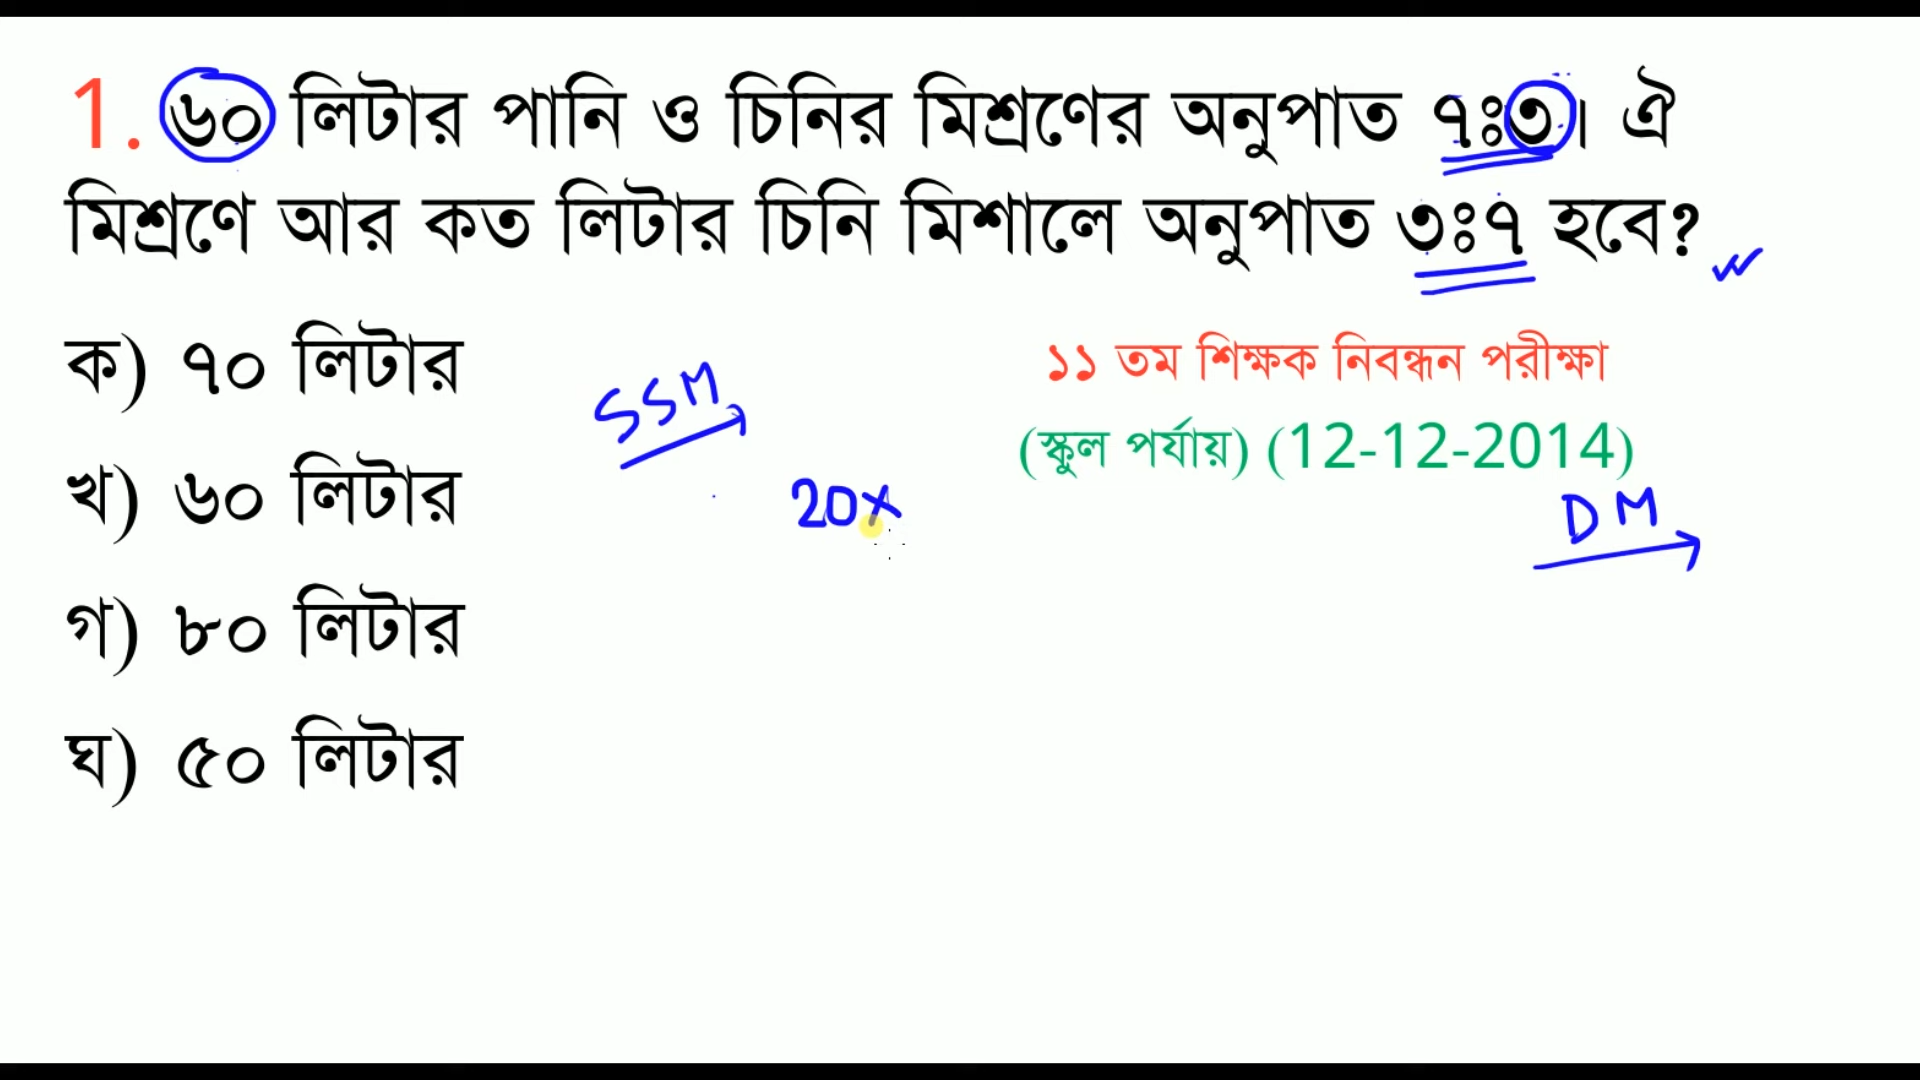 1. ৬০ লিটার পানি ও চিনির মিশ্রণের অনুপাত ৭ঃ৩। ঐ
মিশ্রণে আর কত লিটার চিনি মিশালে অনুপাত ৩ঃ৭ হবে?
ক) ৭০ লিটার
খ) ৬০ লিটার
গ) ৮০ লিটার
ঘ) ৫০ লিটার
SSM
20x
১১ তম শিক্ষক নিবন্ধন পরীক্ষা
(স্কুল পর্যায়) (12-12-2014)
DM